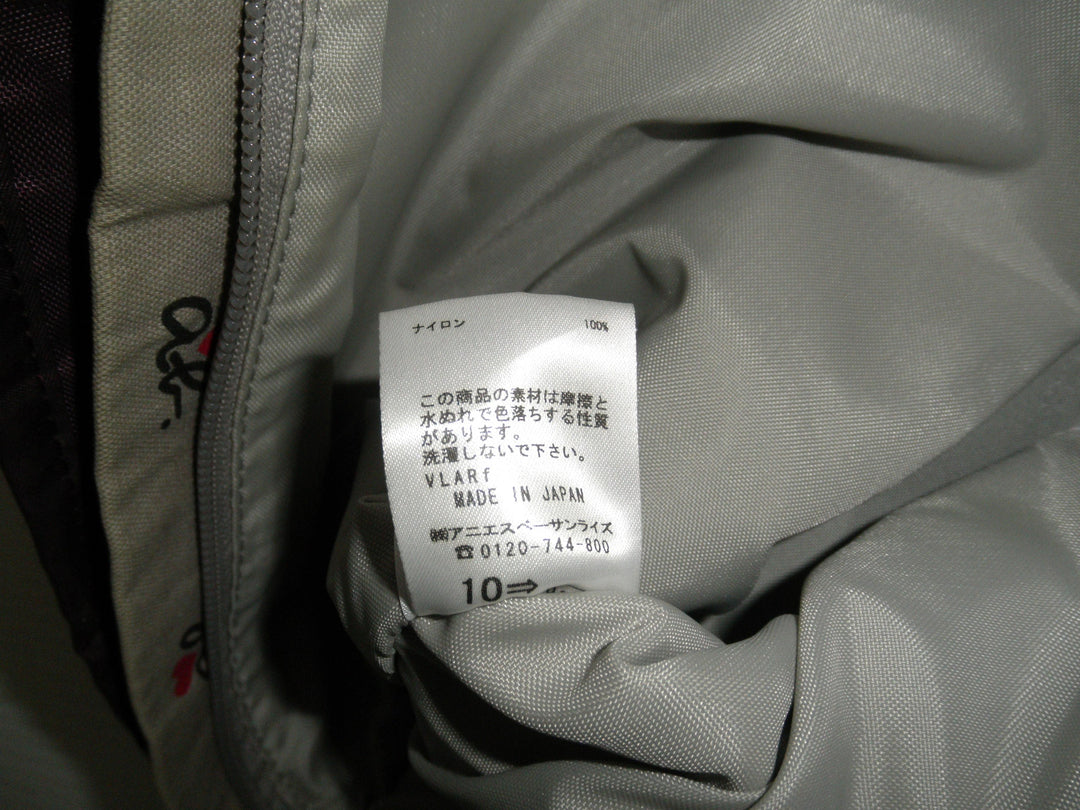 ナイロン 100%
この商品の素材は摩擦と
水ぬれで色落ちする性質
があります。
洗濯しないで下さい。
VLARf
MADE IN JAPAN
㈱アニエスベーサンライズ
☎0120-744-800
10⇒